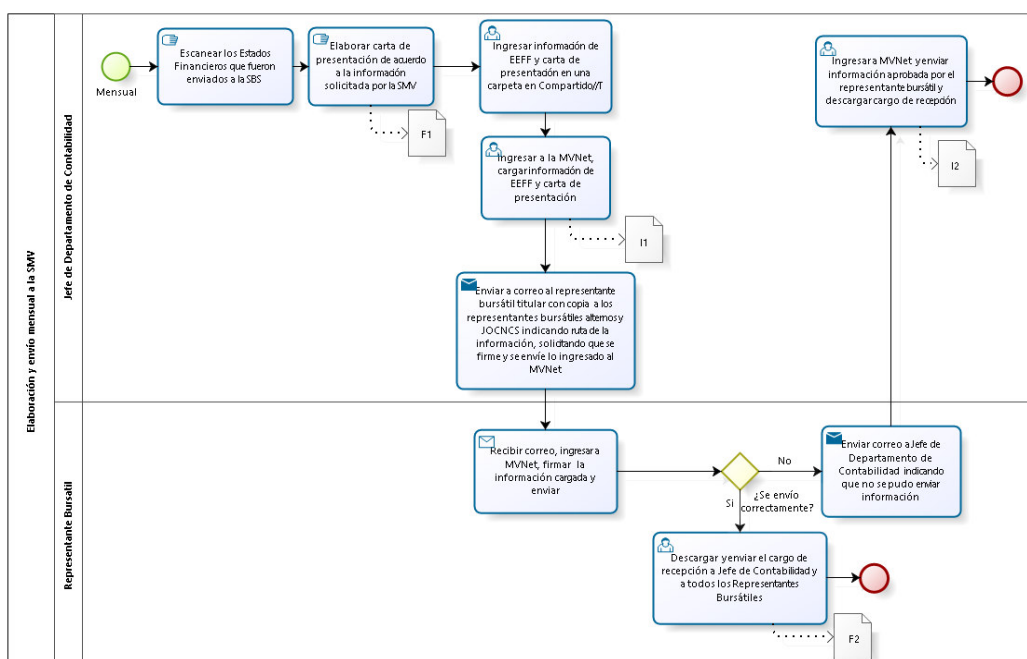 Elaboración y envío mensual a la SMV
Jefe de Departamento de Contabilidad
Mensual
Escanear los Estados
Financieros que fueron
enviados a la SBS
Elaborar carta de
presentación de acuerdo
a la información
solicitada por la SMV
F1
Ingresar información de
EEFF y carta de
presentación en una
carpeta en Compartido//T
Ingresar a la MVNet,
cargar información de
EEFF y carta de
presentación
I1
Enviar a correo al representante
bursátil titular con copia a los
representantes bursátiles alternos y
JOCNCS indicando ruta de la
información, solicitando que se
firme y se envíe lo ingresado al
MVNet
Ingresar a MVNet y enviar
información aprobada por el
representante bursátil y
descargar cargo de recepción
I2
Representante Bursatil
Recibir correo, ingresar a
MVNet, firmar la
información cargada y
enviar
¿Se envío
correctamente?
No
Si
Enviar correo a Jefe de
Departamento de
Contabilidad indicando
que no se pudo enviar
información
Descargar y enviar el cargo de
recepción a Jefe de Contabilidad y
a todos los Representantes
Bursátiles
F2